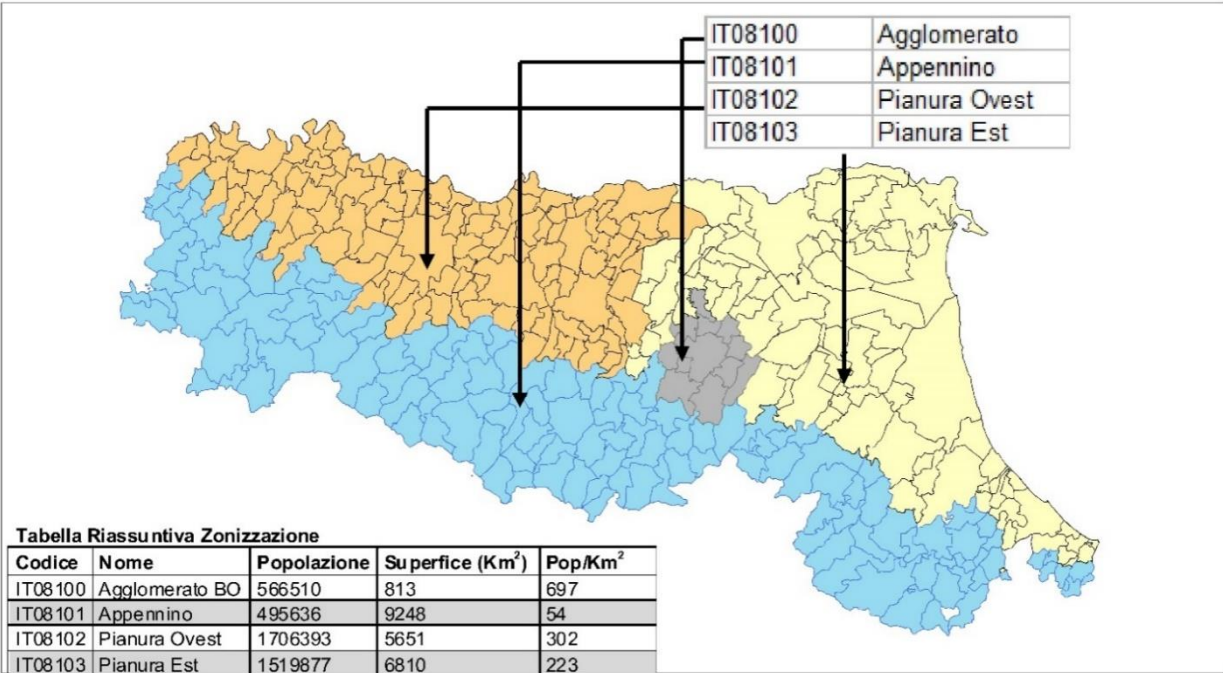 IT08100 Agglomerato
IT08101 Appennino
IT08102 Pianura Ovest
IT08103 Pianura Est
Tabella Riassuntiva Zonizzazione
Codice Nome Popolazione Superfice (Km²) Pop/Km²
IT08100 Agglomerato BO 566510 813 697
IT08101 Appennino 495636 9248 54
IT08102 Pianura Ovest 1706393 5651 302
IT08103 Pianura Est 1519877 6810 223